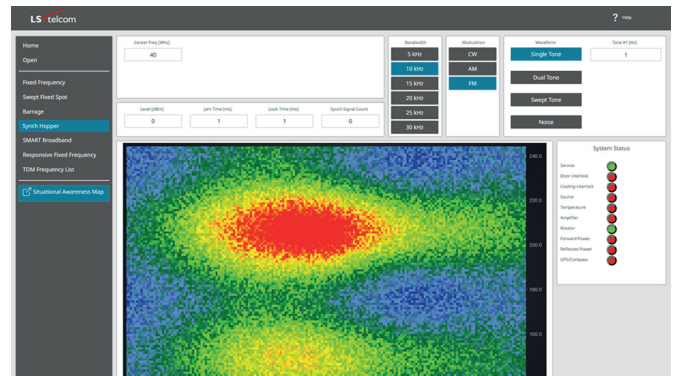 LS telcom
? Help
Home
Open
Fixed Frequency
Swept Fixed Spot
Barrage
Synch Hopper
SMART Broadband
Responsive Fixed Frequency
TDM Frequency List
Situational Awareness Map
Center Freq [MHz]
40
Level [dBm]
0
Jam Time [ms]
1
Look Time [ms]
1
Synch Signal Count
0
Bandwidth
5 kHz
10 kHz
15 kHz
20 kHz
25 kHz
30 kHz
Modulation
CW
AM
FM
Waveform
Single Tone
Dual Tone
Swept Tone
Noise
Tone #1 [Hz]
1
240.0
220.0
200.0
180.0
160.0
System Status
Service
Door Interlock
Cooling Interlock
Source
Temperature
Amplifier
Rotator
Forward Power
Reflected Power
GPS/Compass